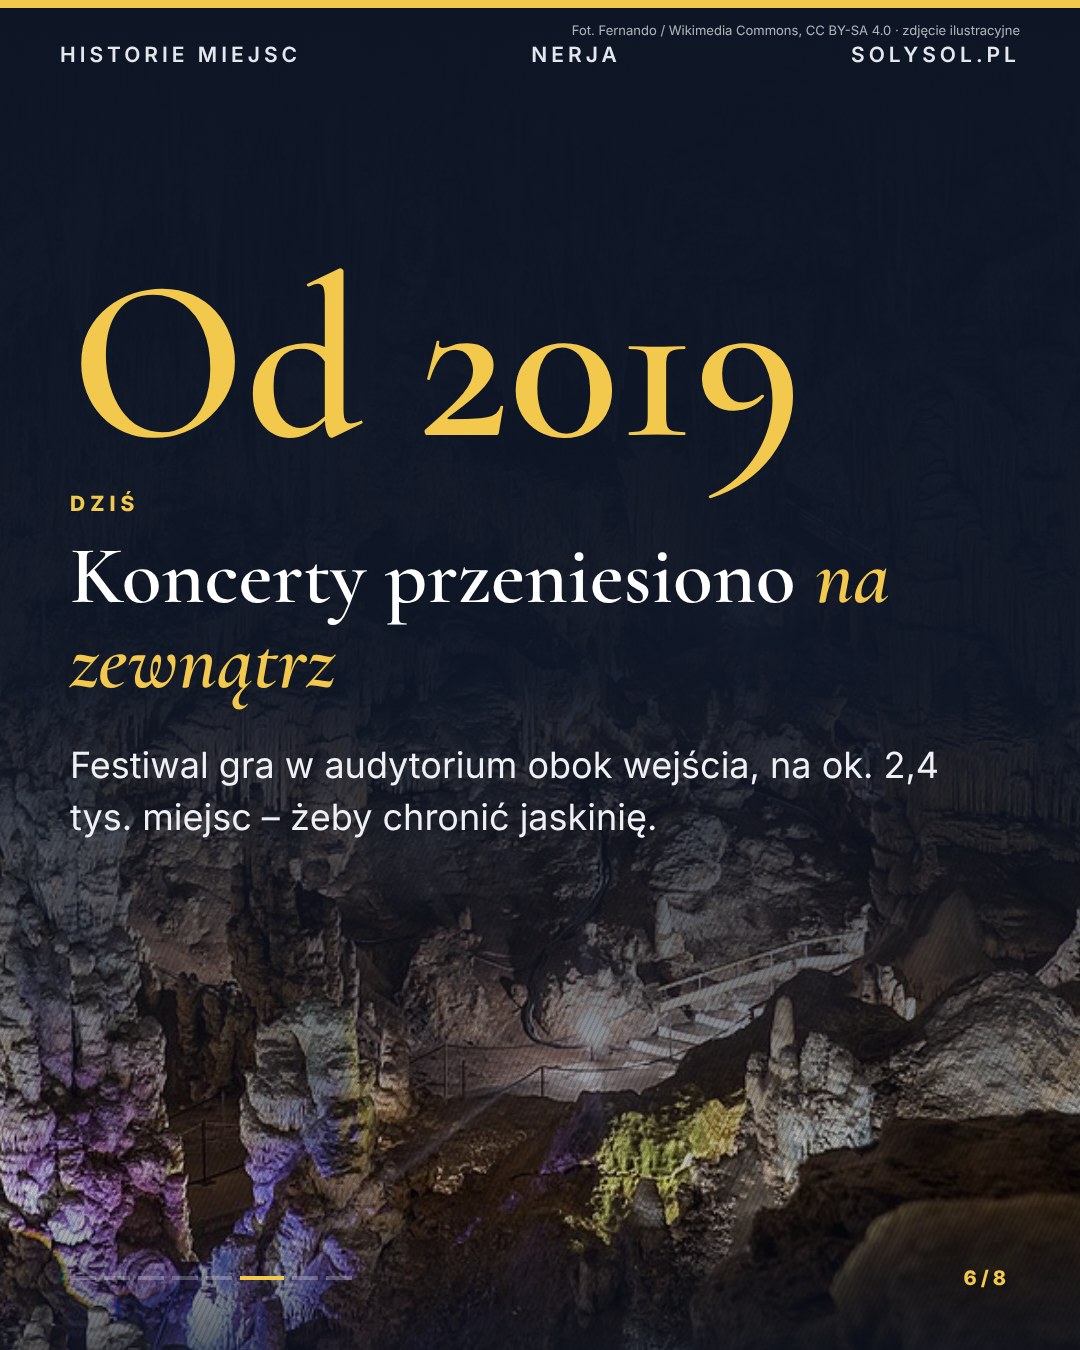 Fot. Fernando / Wikimedia Commons, CC BY-SA 4.0 · zdjęcie ilustracyjne
HISTORIE MIEJSC NERJA SOLYSOL.PL
Od 2019
DZIŚ
Koncerty przeniesiono na
zewnątrz
Festiwal gra w audytorium obok wejścia, na ok. 2,4
tys. miejsc – żeby chronić jaskinię.
6/8